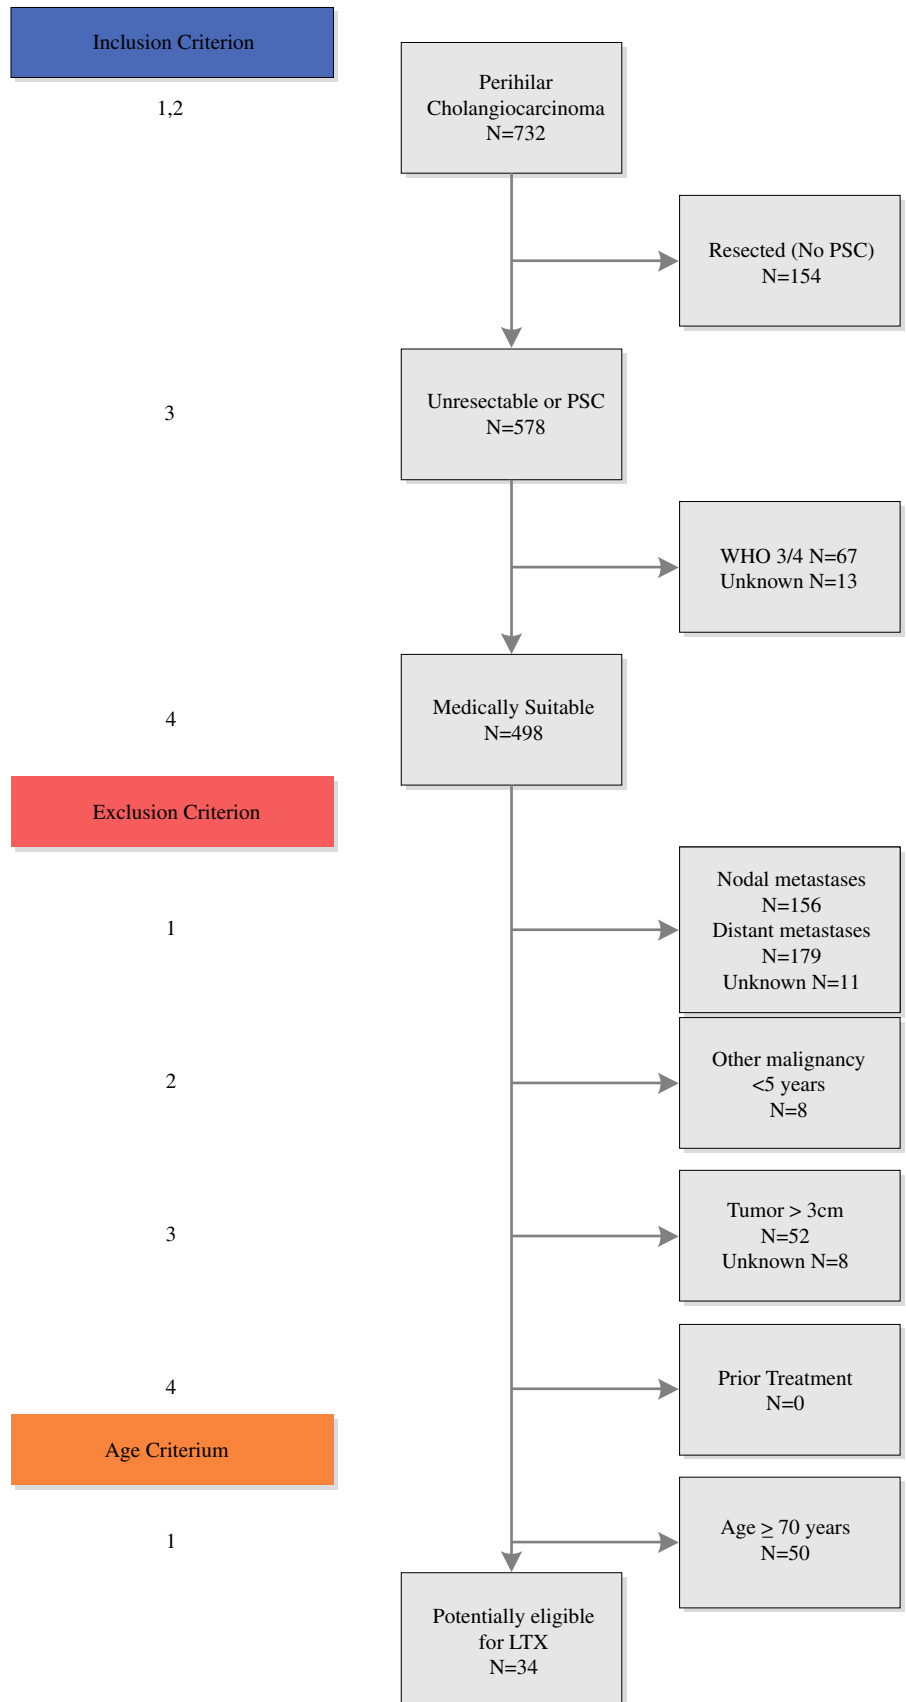 Inclusion Criterion
1,2
Perihilar
Cholangiocarcinoma
N=732
Resected (No PSC)
N=154
3
Unresectable or PSC
N=578
WHO 3/4 N=67
Unknown N=13
4
Medically Suitable
N=498
Exclusion Criterion
1
Nodal metastases
N=156
Distant metastases
N=179
Unknown N=11
2
Other malignancy
<5 years
N=8
3
Tumor > 3cm
N=52
Unknown N=8
4
Prior Treatment
N=0
Age Criterium
1
Age ≥ 70 years
N=50
Potentially eligible
for LTX
N=34